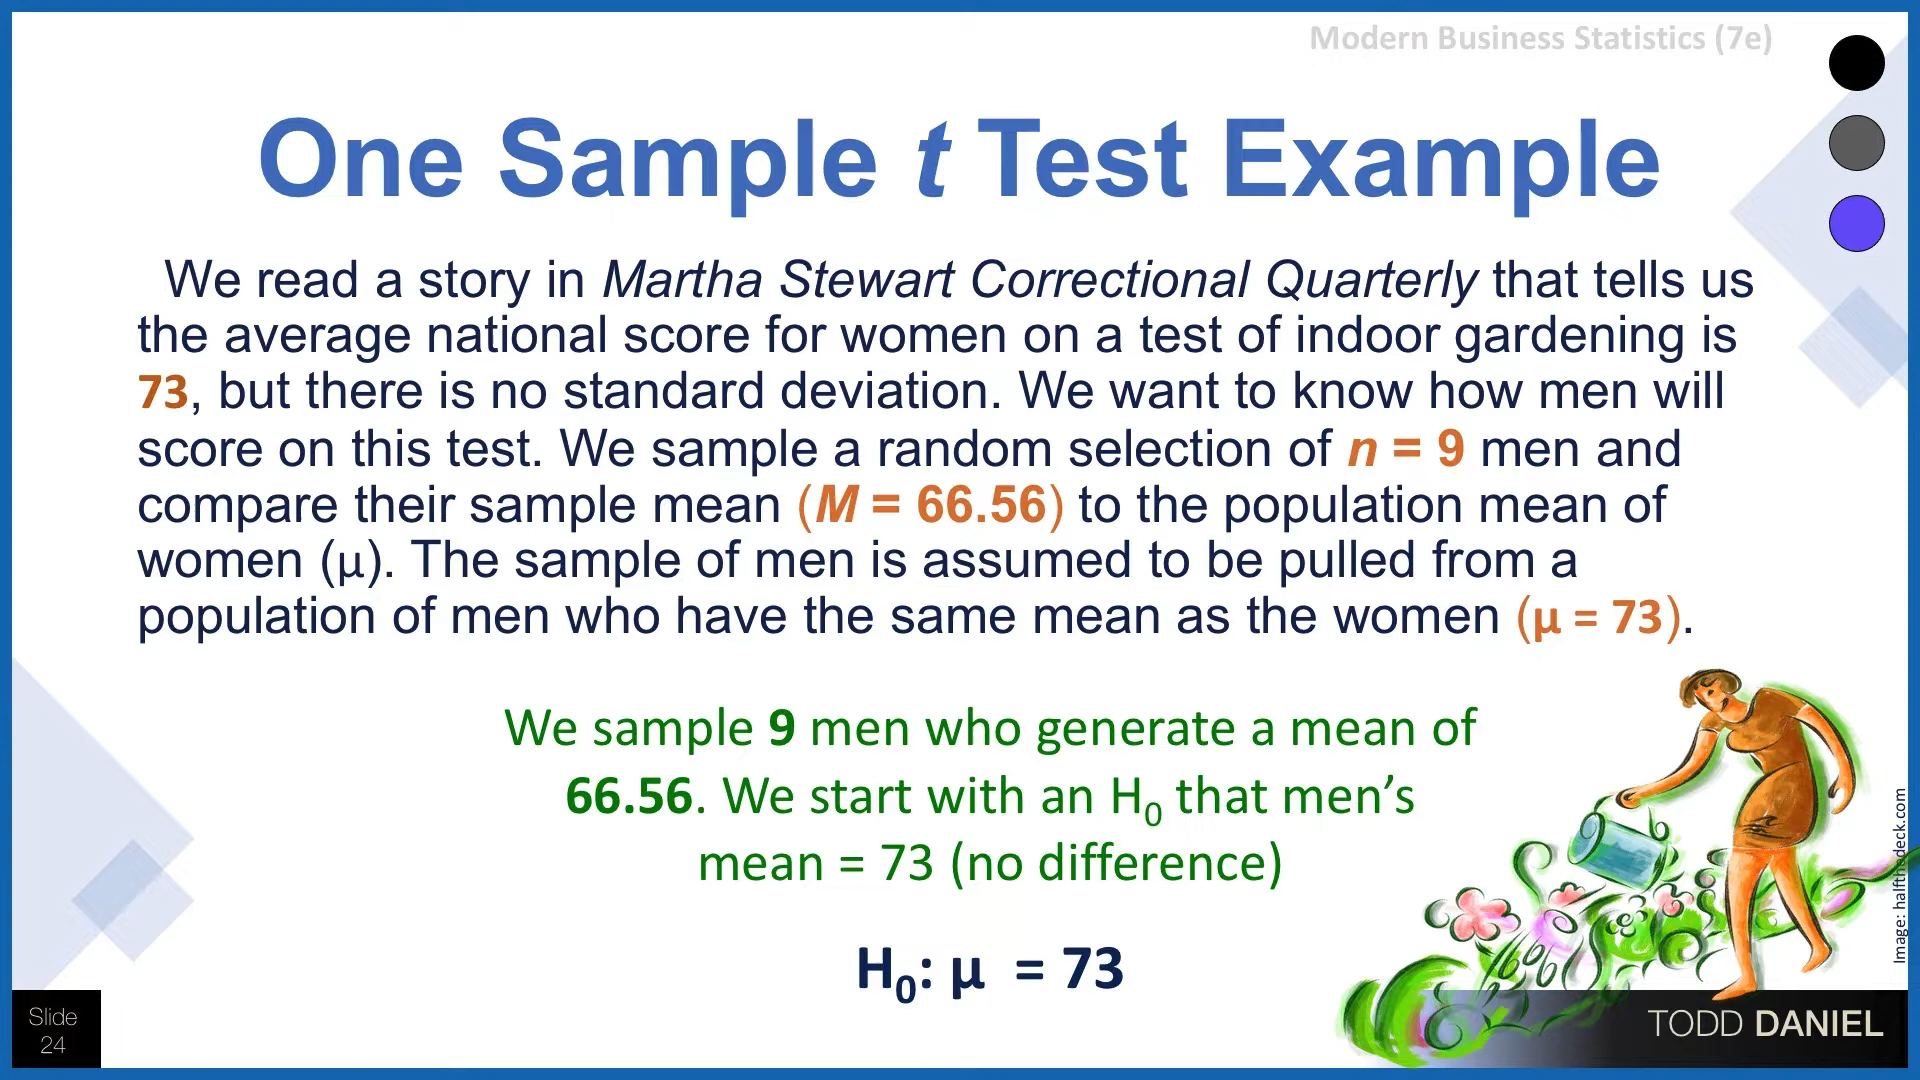 Modern Business Statistics (7e)
One Sample t Test Example
We read a story in Martha Stewart Correctional Quarterly that tells us
the average national score for women on a test of indoor gardening is
73, but there is no standard deviation. We want to know how men will
score on this test. We sample a random selection of n = 9 men and
compare their sample mean (M = 66.56) to the population mean of
women (μ). The sample of men is assumed to be pulled from a
population of men who have the same mean as the women (μ = 73).
We sample 9 men who generate a mean of
66.56. We start with an H₀ that men’s
mean = 73 (no difference)
H₀: μ = 73
Image: halfthedeck.com
Slide
24
TODD DANIEL